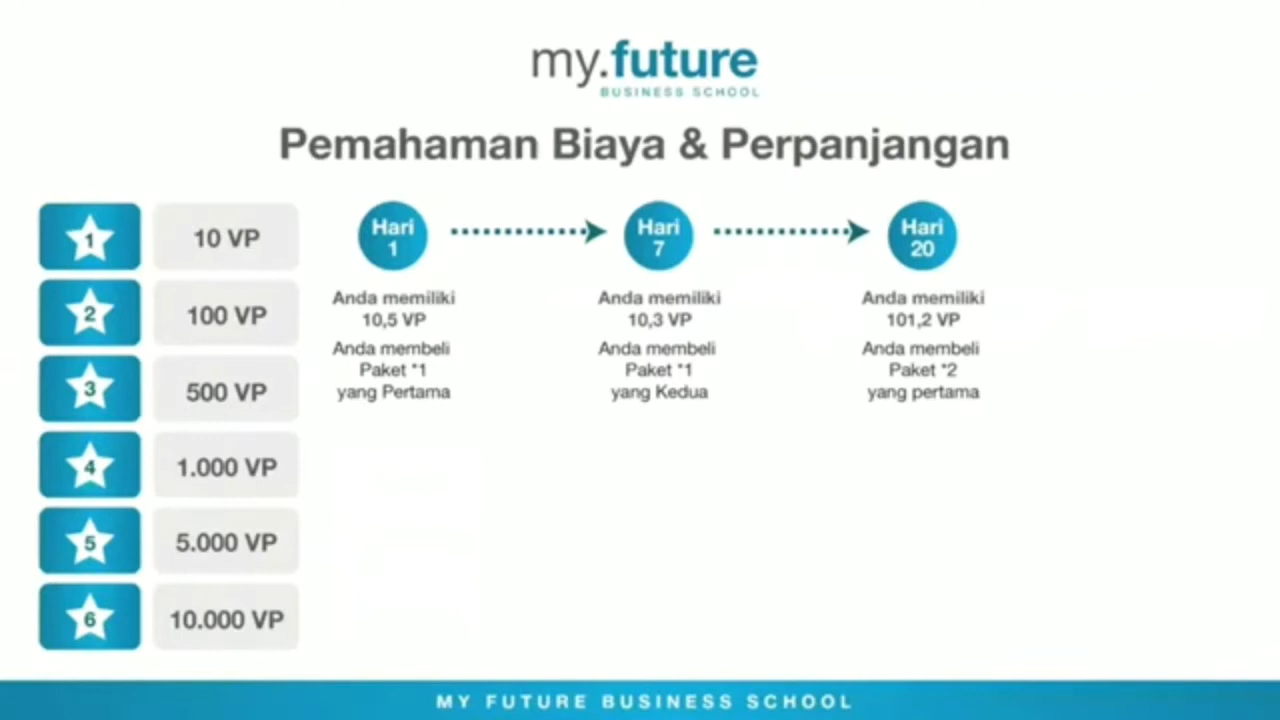 my.future
BUSINESS SCHOOL
Pemahaman Biaya & Perpanjangan
1
10 VP
2
100 VP
3
500 VP
4
1.000 VP
5
5.000 VP
6
10.000 VP
Hari
1
Anda memiliki
10,5 VP
Anda membeli
Paket *1
yang Pertama
Hari
7
Anda memiliki
10,3 VP
Anda membeli
Paket *1
yang Kedua
Hari
20
Anda memiliki
101,2 VP
Anda membeli
Paket *2
yang pertama
MY FUTURE BUSINESS SCHOOL